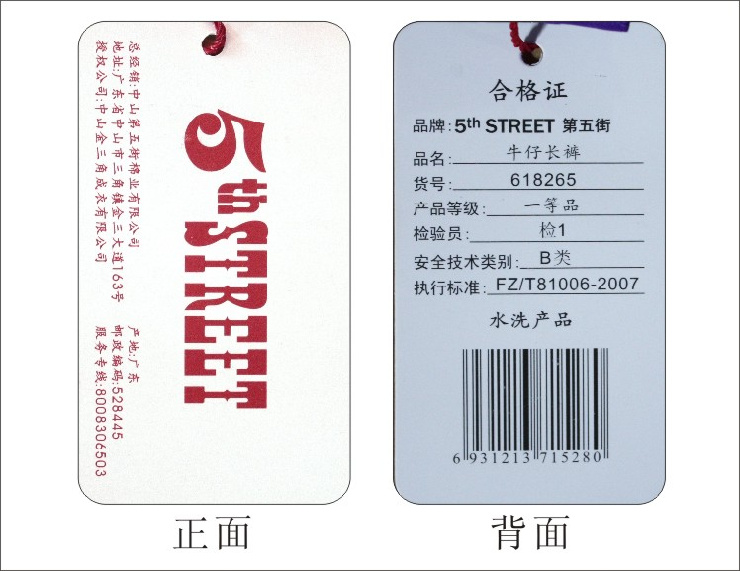 总经销:中山第五街棉业有限公司 产地:广东
地址:广东省中山市三角镇金三大道163号 邮政编码:528445
授权公司:中山金三角成衣有限公司 服务专线:8008306503
5th STREET
正面
合格证
品牌:5th STREET 第五街
品名:牛仔长裤
货号:618265
产品等级:一等品
检验员:检1
安全技术类别:B类
执行标准:FZ/T81006-2007
水洗产品
6 931213 715280
背面